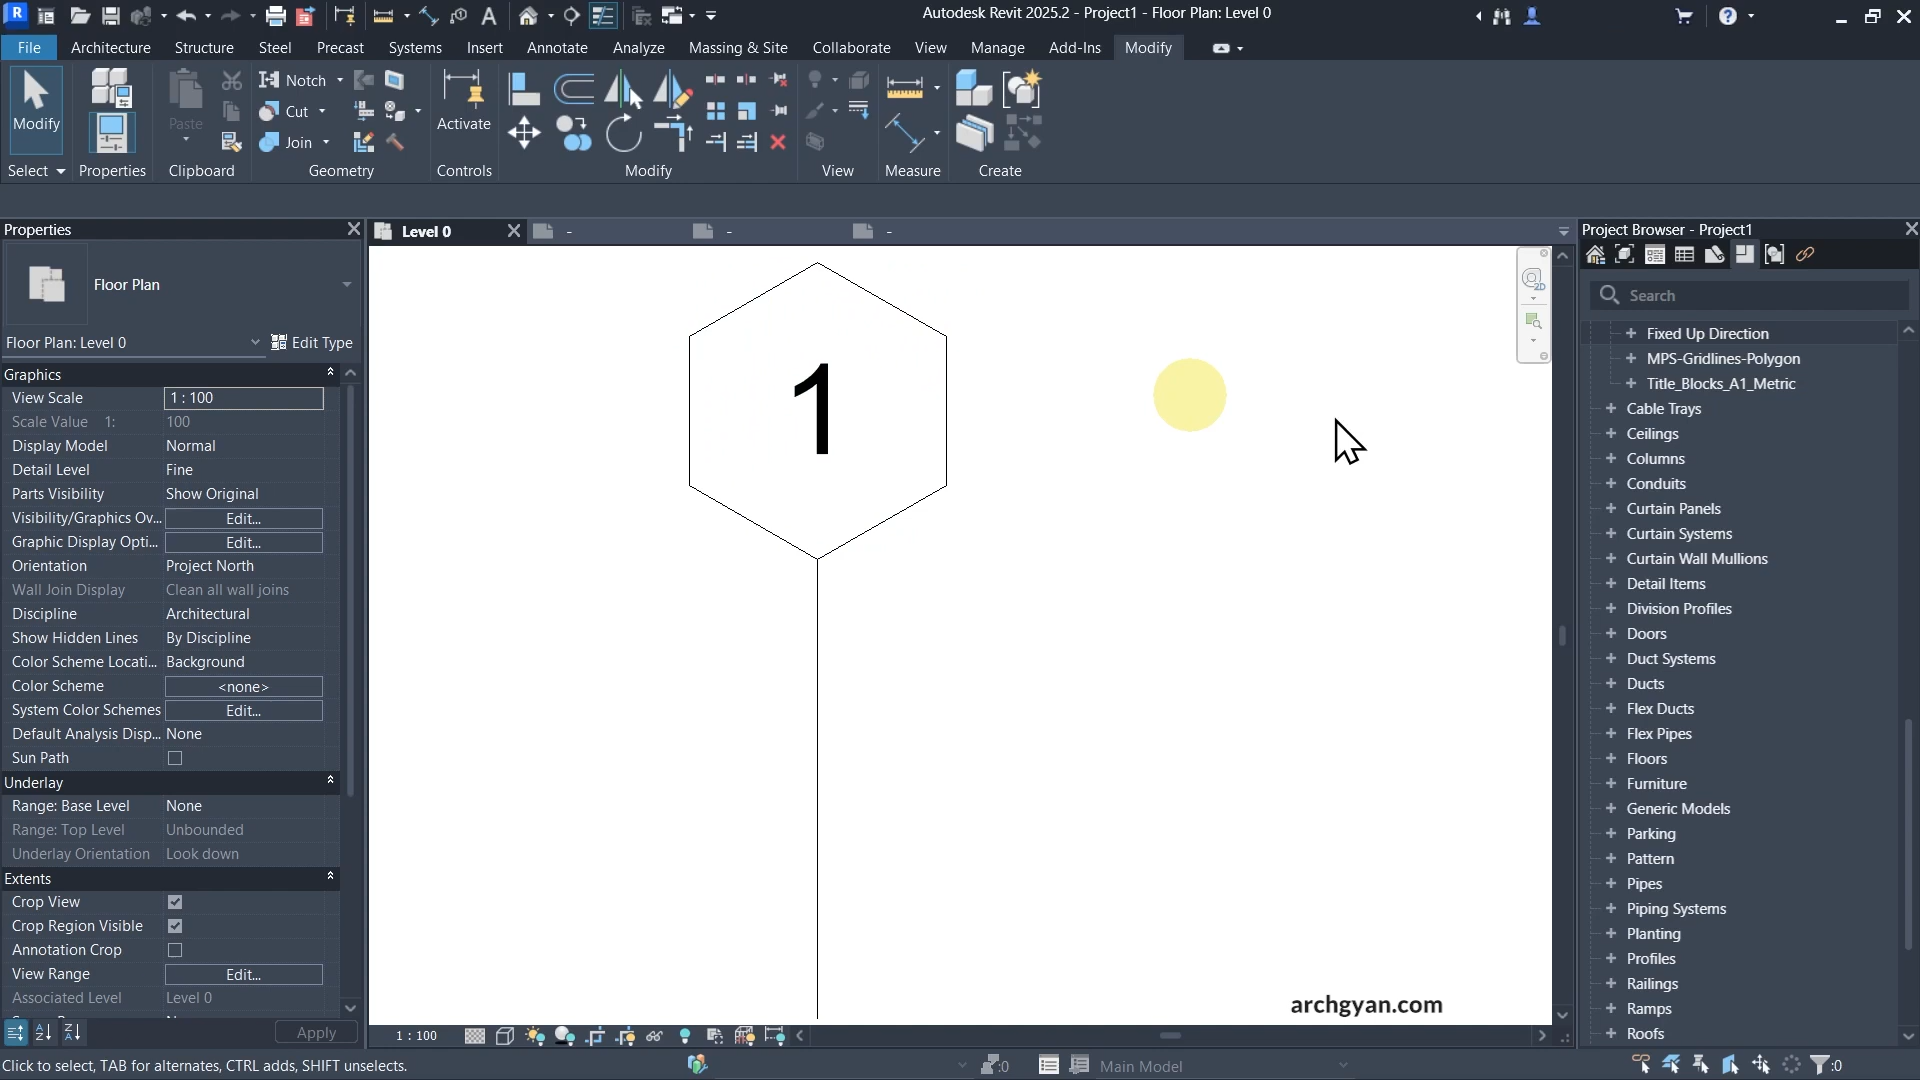 Autodesk Revit 2025.2 - Project1 - Floor Plan: Level 0
File Architecture Structure Steel Precast Systems Insert Annotate Analyze Massing & Site Collaborate View Manage Add-Ins Modify
Modify
Paste
Notch
Cut
Join
Activate
Select Properties Clipboard Geometry Controls Modify View Measure Create
Properties
Floor Plan
Floor Plan: Level 0 Edit Type
Graphics
View Scale 1 : 100
Scale Value 1: 100
Display Model Normal
Detail Level Fine
Parts Visibility Show Original
Visibility/Graphics Ov... Edit...
Graphic Display Opti... Edit...
Orientation Project North
Wall Join Display Clean all wall joins
Discipline Architectural
Show Hidden Lines By Discipline
Color Scheme Locati... Background
Color Scheme <none>
System Color Schemes Edit...
Default Analysis Disp... None
Sun Path
Underlay
Range: Base Level None
Range: Top Level Unbounded
Underlay Orientation Look down
Extents
Crop View
Crop Region Visible
Annotation Crop
View Range Edit...
Associated Level Level 0
Apply
Level 0 - - -
1
archgyan.com
1 : 100
Project Browser - Project1
Search
Fixed Up Direction
MPS-Gridlines-Polygon
Title_Blocks_A1_Metric
Cable Trays
Ceilings
Columns
Conduits
Curtain Panels
Curtain Systems
Curtain Wall Mullions
Detail Items
Division Profiles
Doors
Duct Systems
Ducts
Flex Ducts
Flex Pipes
Floors
Furniture
Generic Models
Parking
Pattern
Pipes
Piping Systems
Planting
Profiles
Railings
Ramps
Roofs
Click to select, TAB for alternates, CTRL adds, SHIFT unselects. :0 Main Model :0